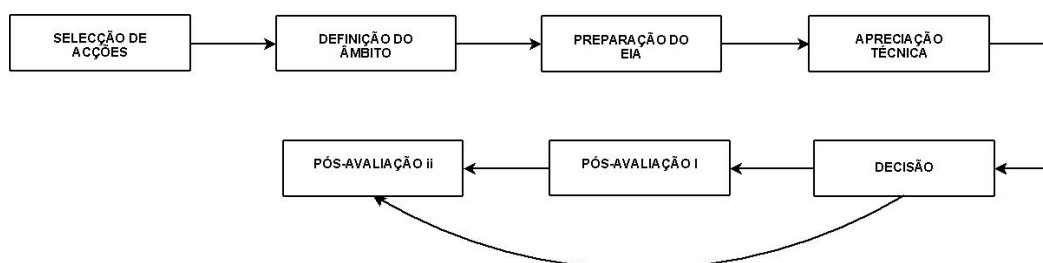 SELECÇÃO DE
ACÇÕES
DEFINIÇÃO DO
ÂMBITO
PREPARAÇÃO DO
EIA
APRECIAÇÃO
TÉCNICA
PÓS-AVALIAÇÃO ii
PÓS-AVALIAÇÃO I
DECISÃO